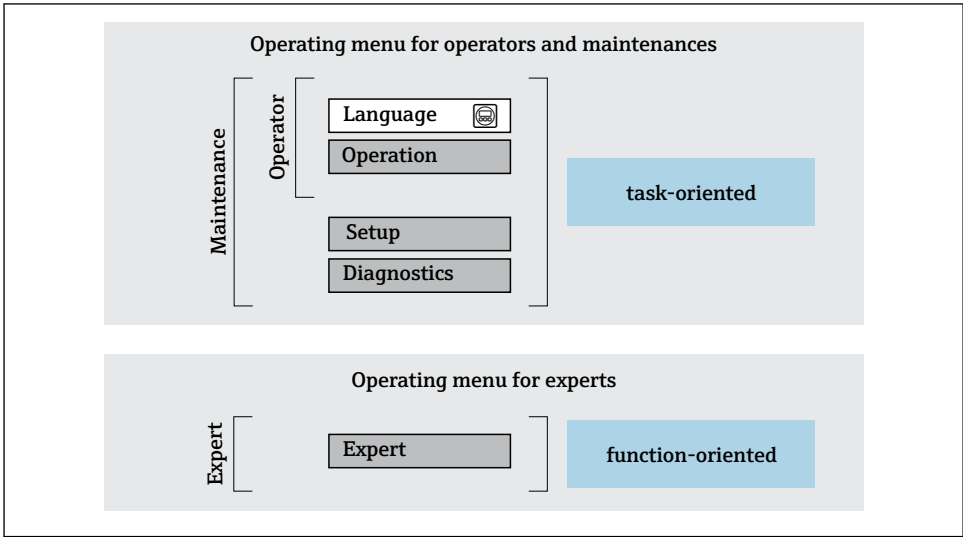 Operating menu for operators and maintenances
Maintenance
Operator
Language
Operation
Setup
Diagnostics
task-oriented
Operating menu for experts
Expert
Expert
function-oriented